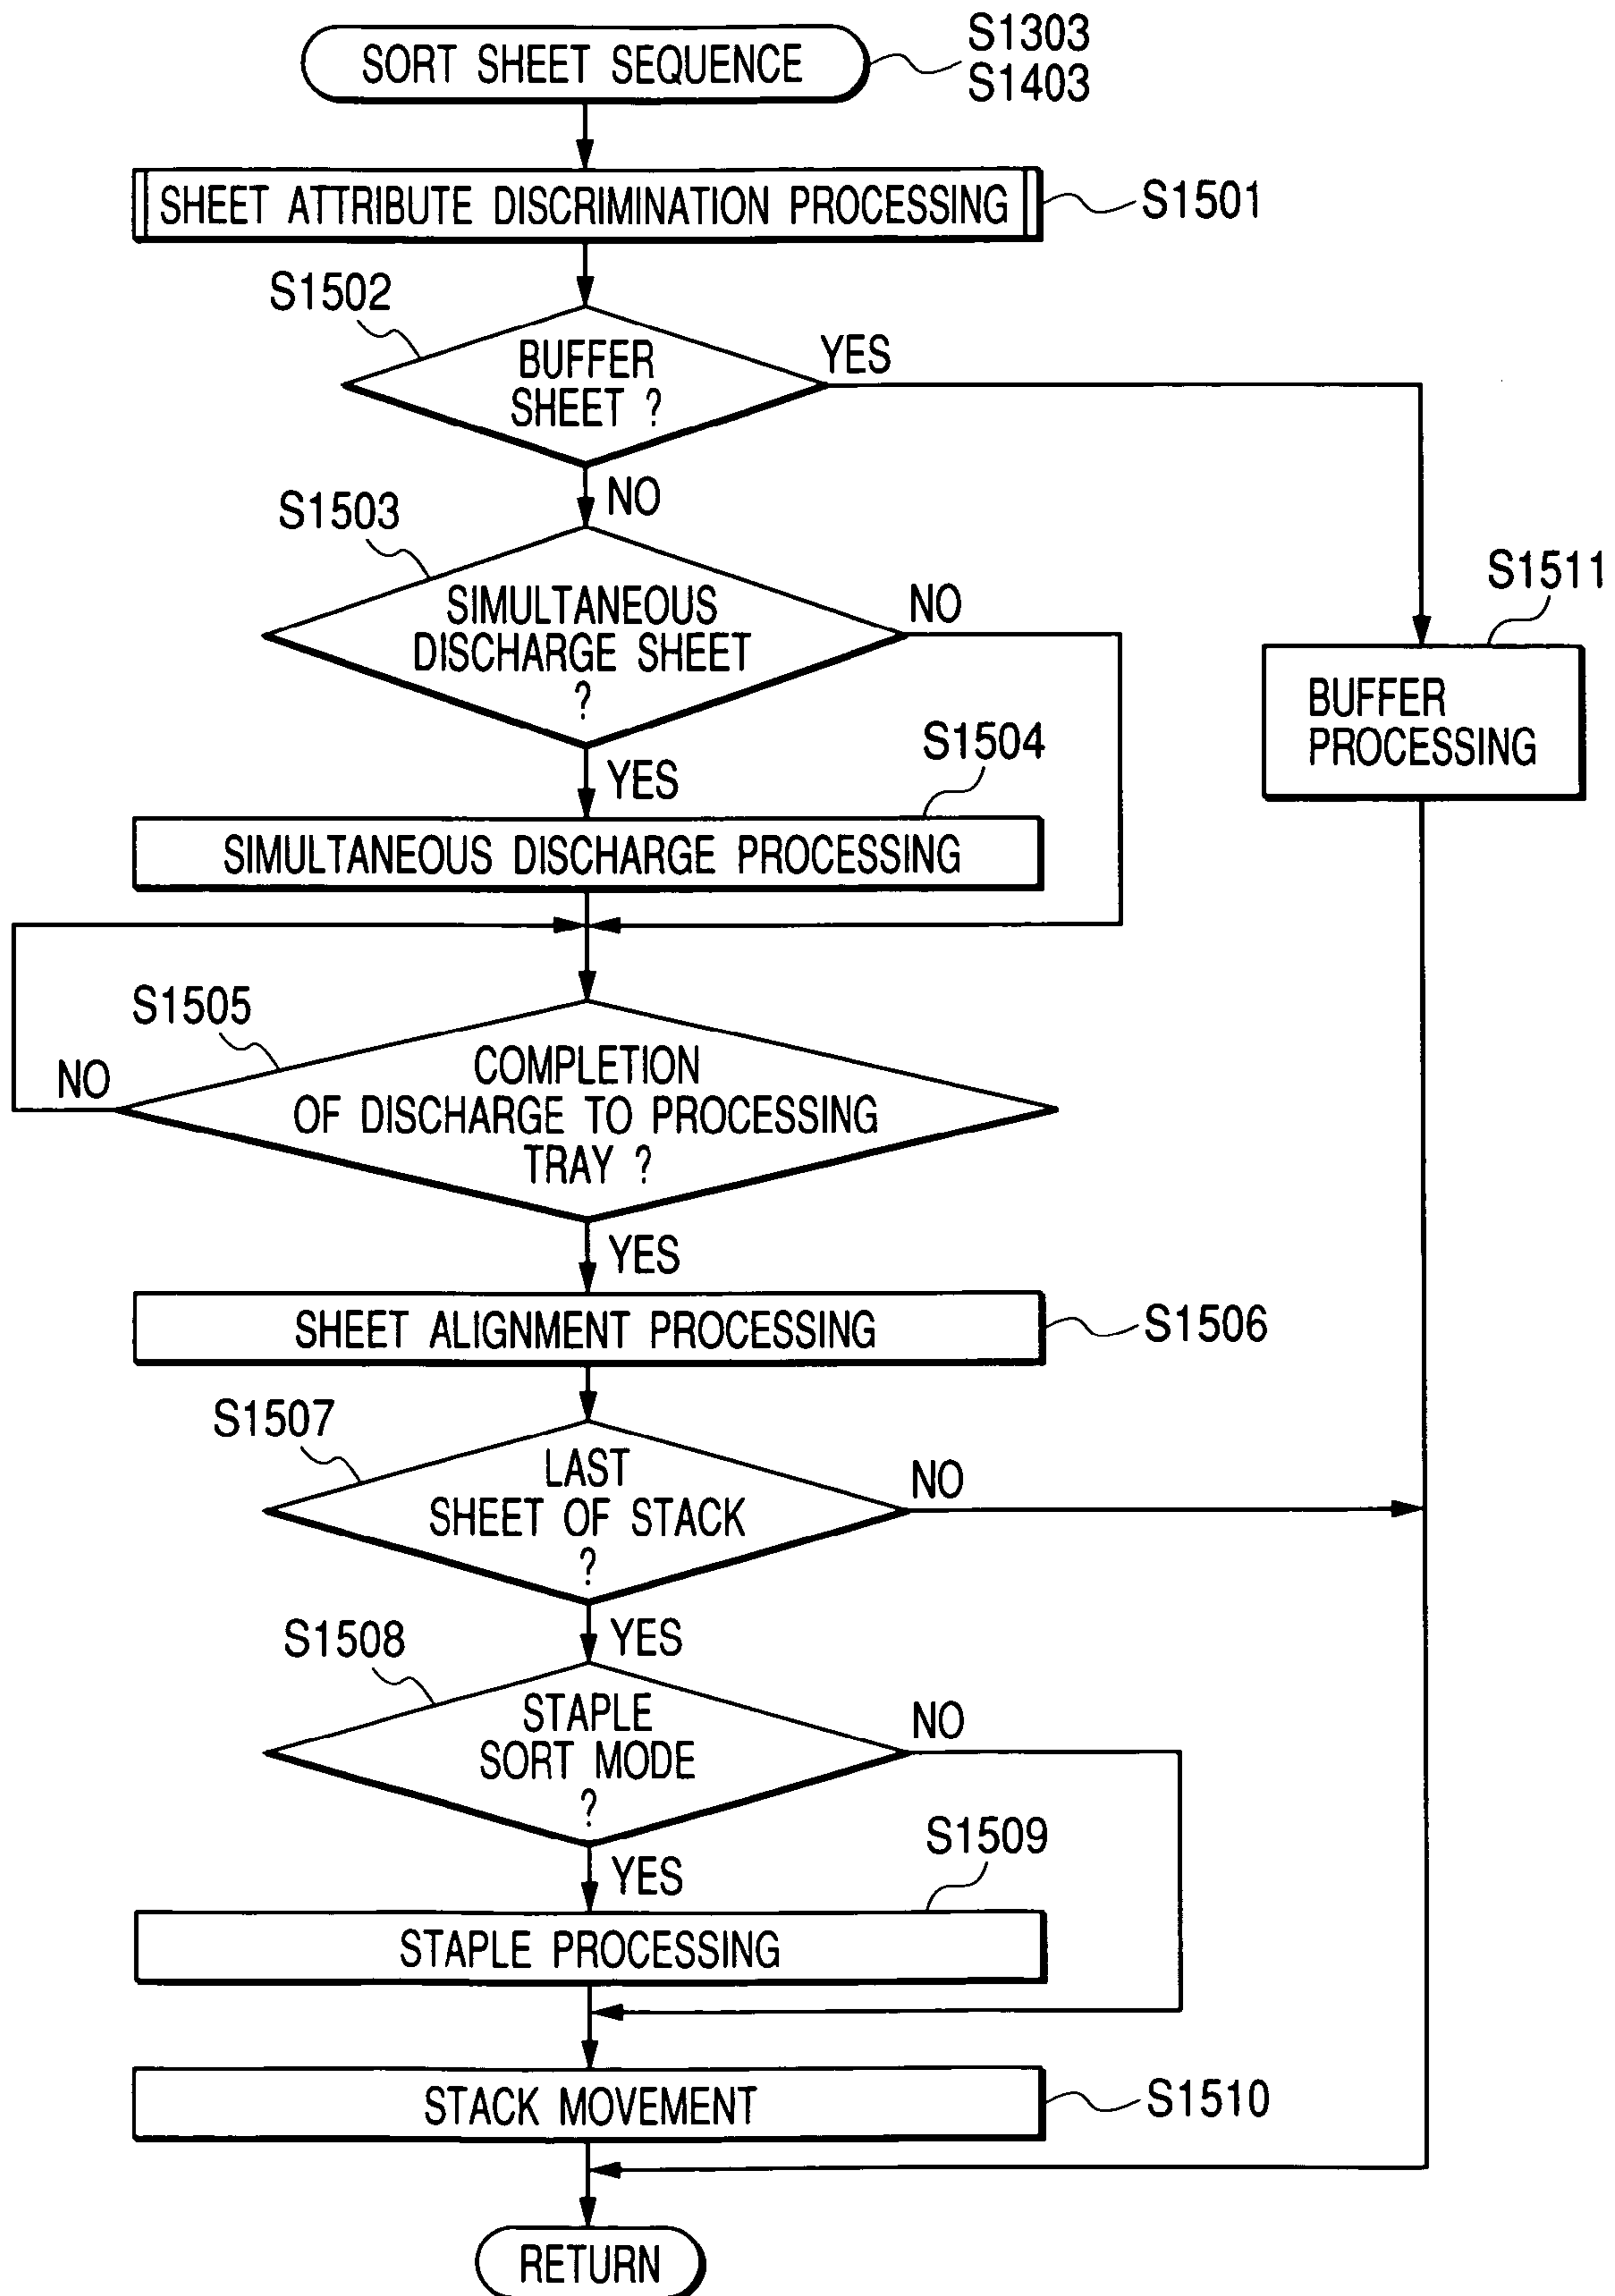 SORT SHEET SEQUENCE
S1303
S1403
SHEET ATTRIBUTE DISCRIMINATION PROCESSING
S1501
S1502
BUFFER
SHEET ?
YES
NO
S1503
SIMULTANEOUS
DISCHARGE SHEET
?
NO
S1511
BUFFER
PROCESSING
YES
S1504
SIMULTANEOUS DISCHARGE PROCESSING
S1505
NO
COMPLETION
OF DISCHARGE TO PROCESSING
TRAY ?
YES
SHEET ALIGNMENT PROCESSING
S1506
S1507
LAST
SHEET OF STACK
?
NO
YES
S1508
STAPLE
SORT MODE
?
NO
YES
S1509
STAPLE PROCESSING
STACK MOVEMENT
S1510
RETURN